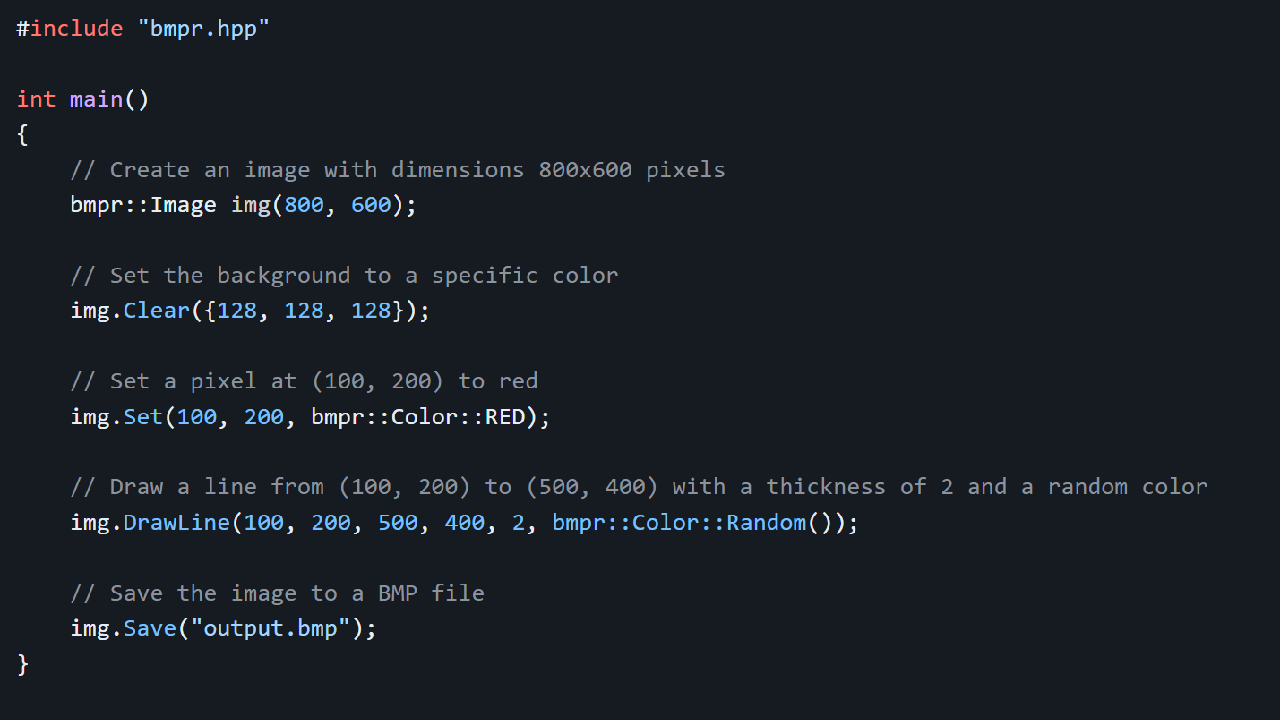 #include "bmpr.hpp"
int main()
{
// Create an image with dimensions 800x600 pixels
bmpr::Image img(800, 600);
// Set the background to a specific color
img.Clear({128, 128, 128});
// Set a pixel at (100, 200) to red
img.Set(100, 200, bmpr::Color::RED);
// Draw a line from (100, 200) to (500, 400) with a thickness of 2 and a random color
img.DrawLine(100, 200, 500, 400, 2, bmpr::Color::Random());
// Save the image to a BMP file
img.Save("output.bmp");
}